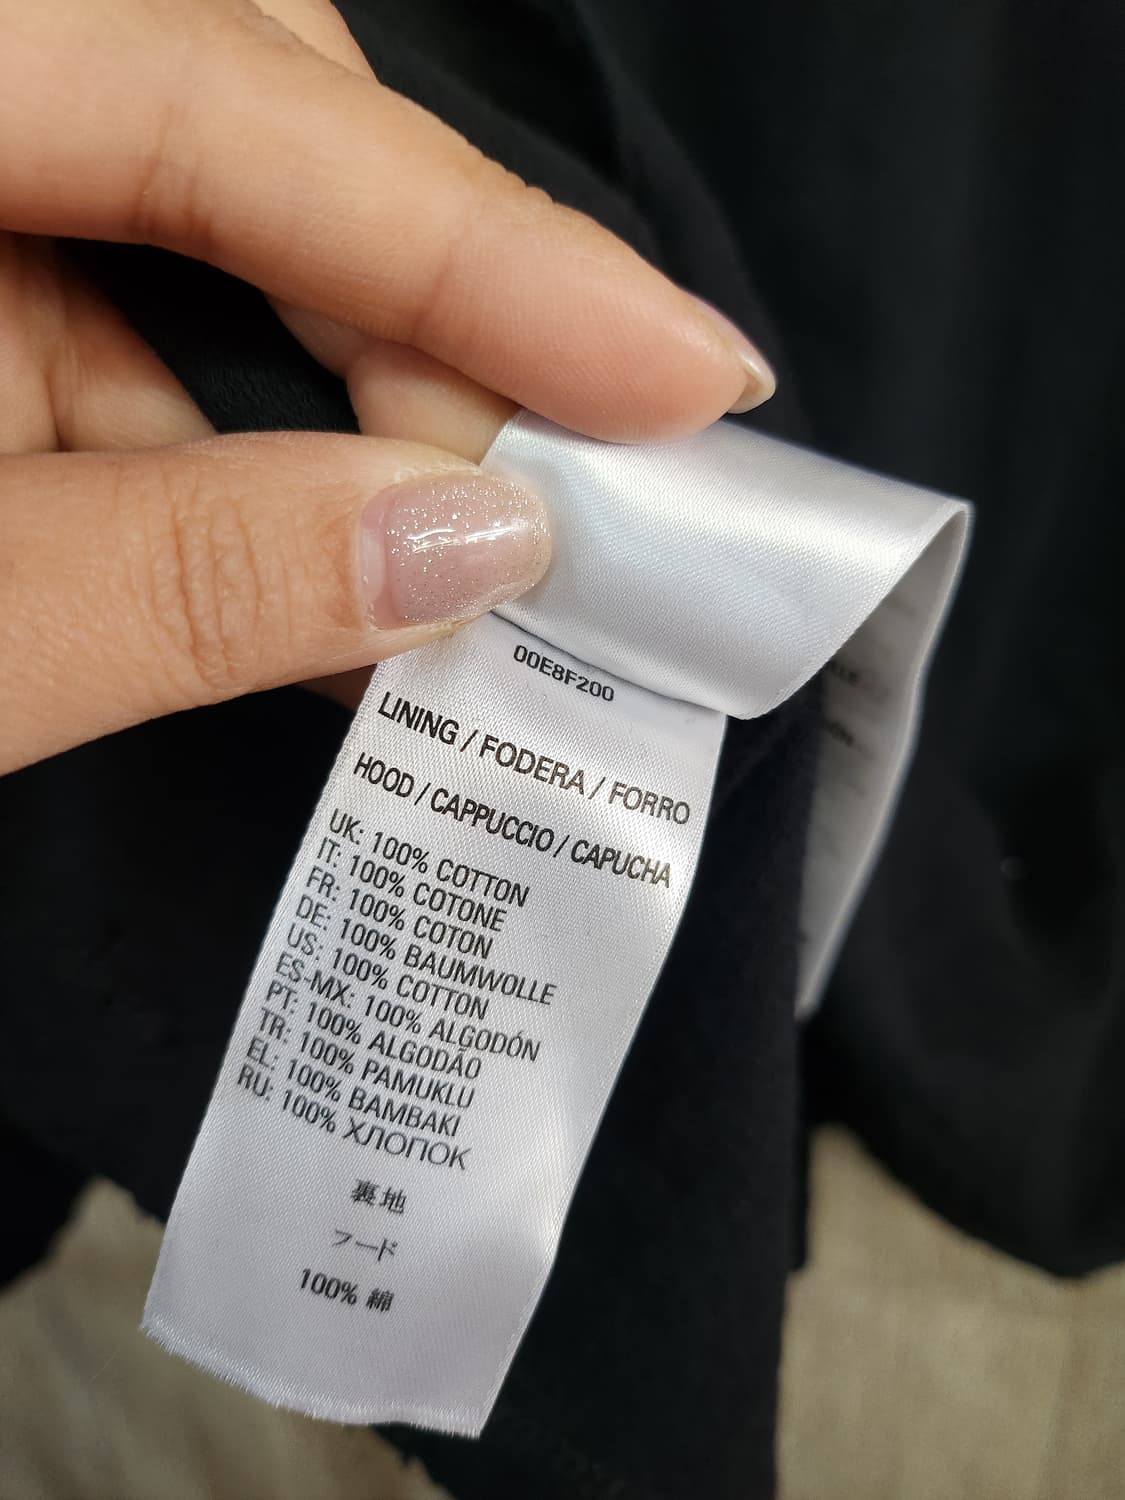 00E8F200
LINING / FODERA / FORRO
HOOD / CAPPUCCIO / CAPUCHA
UK: 100% COTTON
IT: 100% COTONE
FR: 100% COTON
DE: 100% BAUMWOLLE
US: 100% COTTON
ES-MX: 100% ALGODÓN
PT: 100% ALGODÃO
TR: 100% PAMUKLU
EL: 100% BAMBAKI
RU: 100% ХЛОПОК
裏地
フード
100% 綿